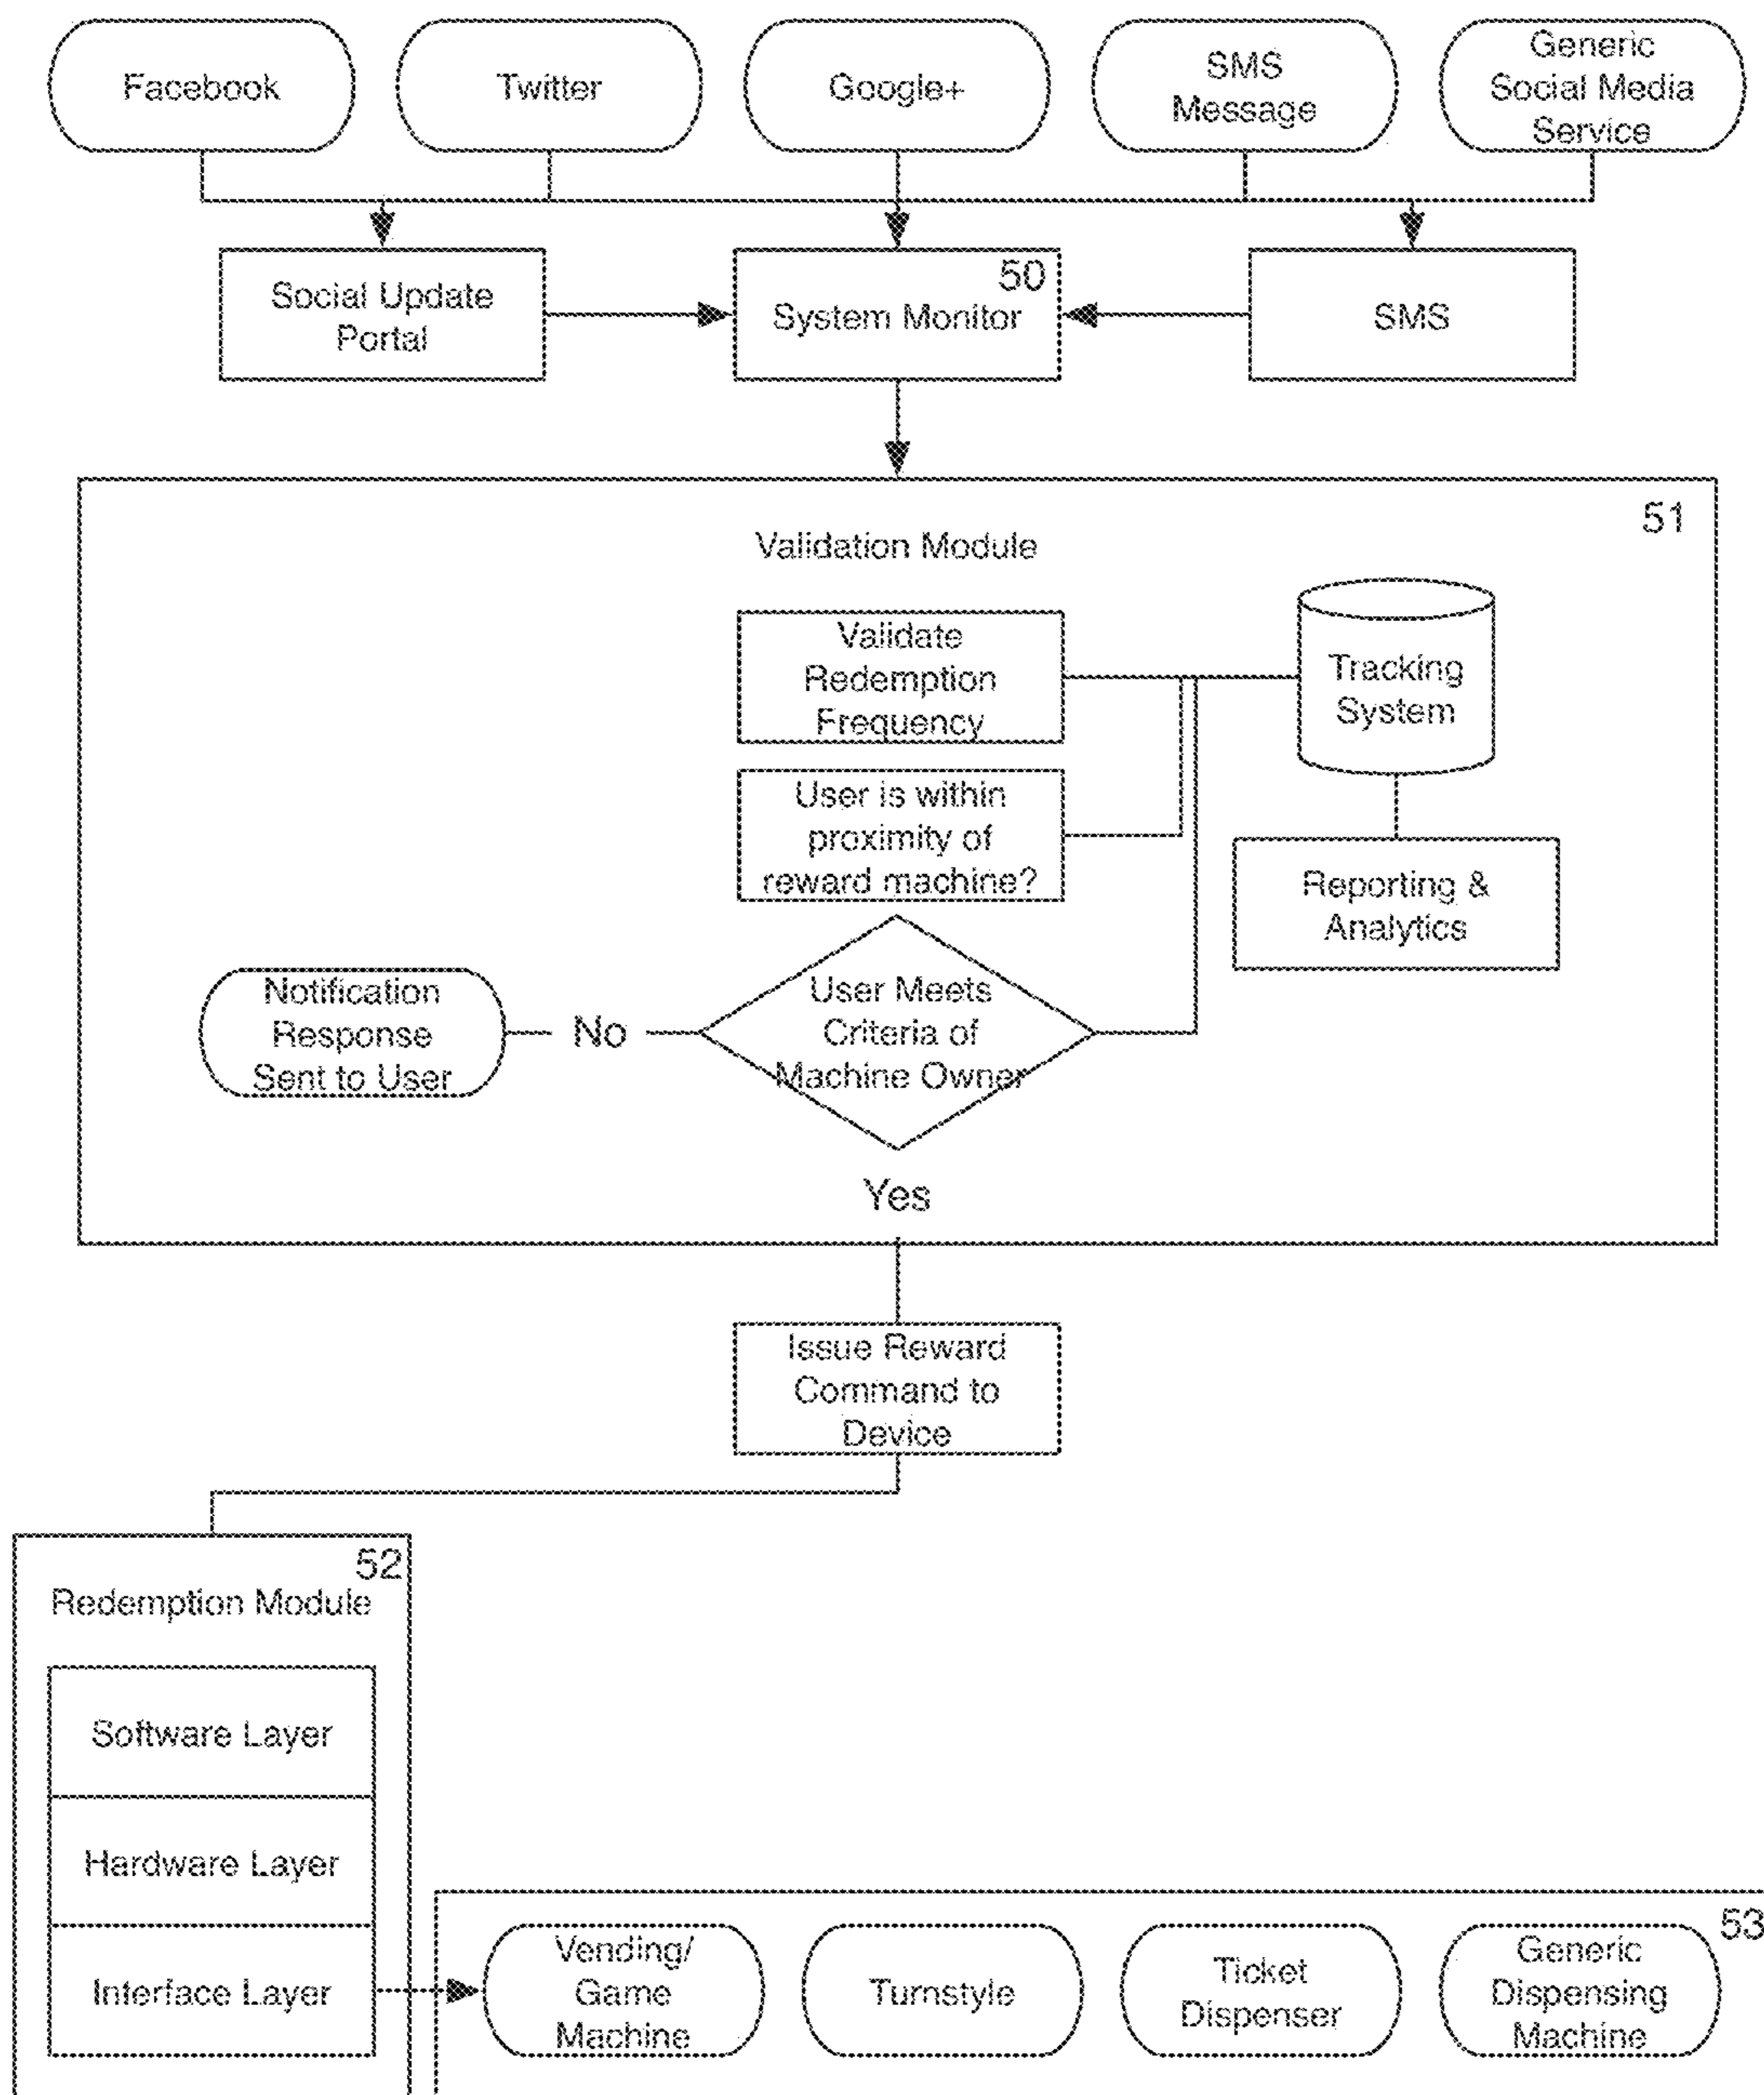 Facebook
Twitter
Google+
SMS
Message
Generic
Social Media
Service
Social Update
Portal
50
System Monitor
SMS
51
Validation Module
Validate
Redemption
Frequency
Tracking
System
User is within
proximity of
reward machine?
Reporting &
Analytics
Notification
Response
Sent to User
No
User Meets
Criteria of
Machine Owner
Yes
Issue Reward
Command to
Device
52
Redemption Module
Software Layer
Hardware Layer
Interface Layer
53
Vending/
Game
Machine
Turnstyle
Ticket
Dispenser
Generic
Dispensing
Machine